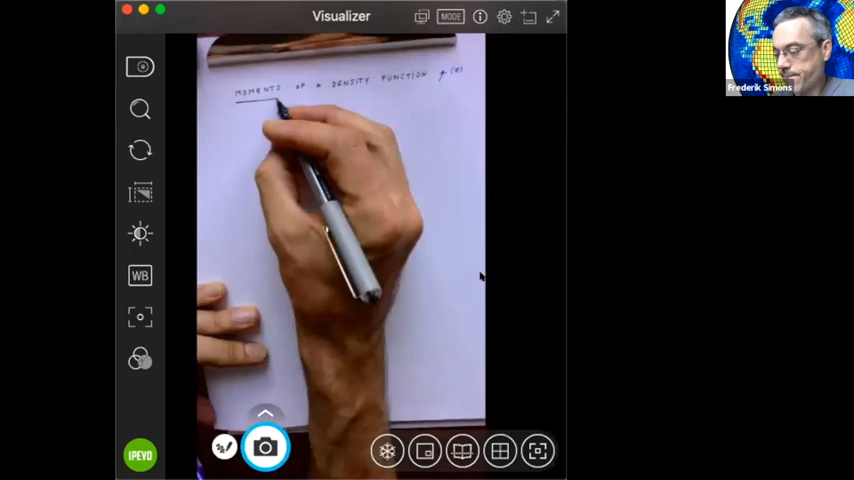 Visualizer
MODE
MOMENTS OF A DENSITY FUNCTION
Frederik Simons
WB
IPEVO